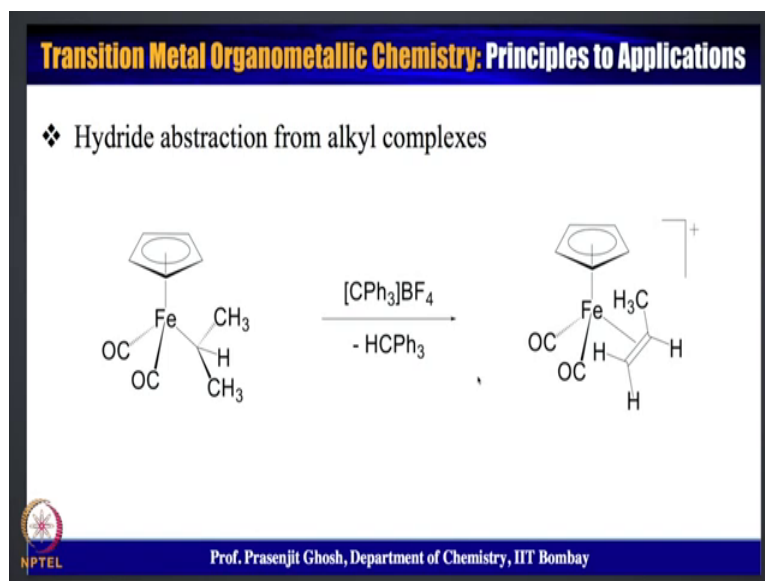 Transition Metal Organometallic Chemistry: Principles to Applications
❖ Hydride abstraction from alkyl complexes
Fe
CH₃
OC
H
OC
CH₃
[CPh₃]BF₄
- HCPh₃
+
Fe
H₃C
OC
H
H
OC
H
NPTEL
Prof. Prasenjit Ghosh, Department of Chemistry, IIT Bombay